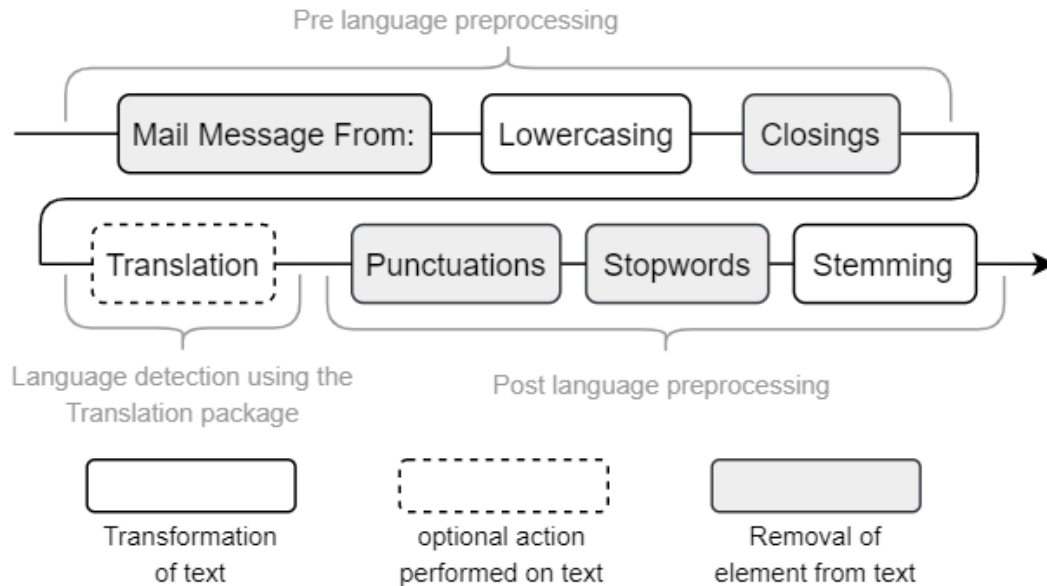 Pre language preprocessing
Mail Message From: Lowercasing Closings
Translation Punctuations Stopwords Stemming
Language detection using the
Translation package
Post language preprocessing
Transformation
of text
optional action
performed on text
Removal of
element from text